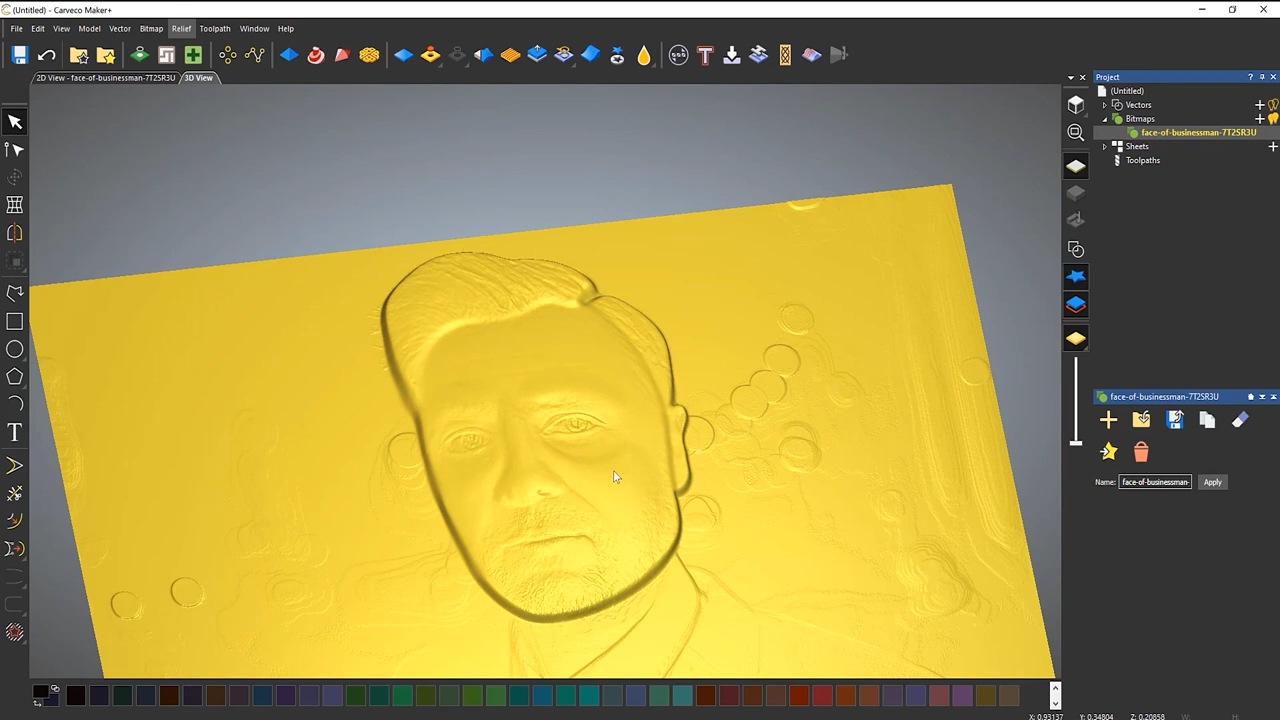 (Untitled) - Carveco Maker+
File Edit View Model Vector Bitmap Relief Toolpath Window Help
2D View - face-of-businessman-7T2SR3U 3D View
Project
(Untitled)
Vectors
Bitmaps
face-of-businessman-7T2SR3U
Sheets
Toolpaths
face-of-businessman-7T2SR3U
Name: face-of-businessman- Apply
X: 0.93137 Y: 0.34804 Z: 0.20858 W: H: